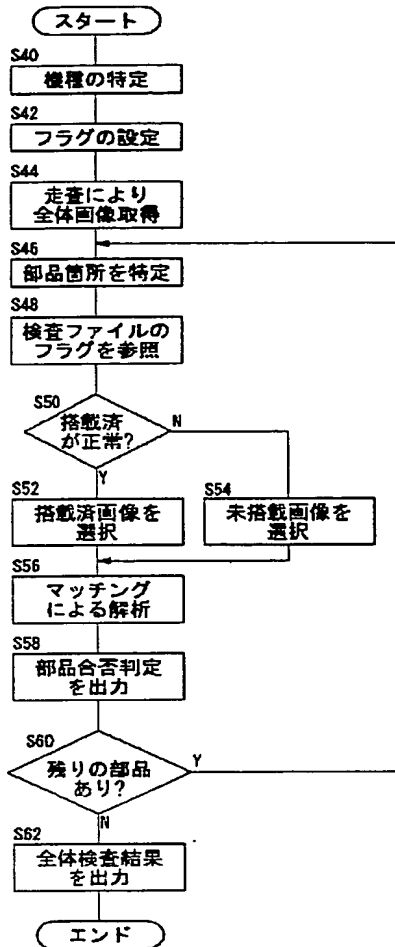 スタート
S40
機種の特定
S42
フラグの設定
S44
走査により
全体画像取得
S46
部品箇所を特定
S48
検査ファイルの
フラグを参照
S50
搭載済
が正常?
N
Y
S52
搭載済画像を
選択
S54
未搭載画像を
選択
S56
マッチング
による解析
S58
部品合否判定
を出力
S60
残りの部品
あり?
Y
N
S62
全体検査結果
を出力
エンド